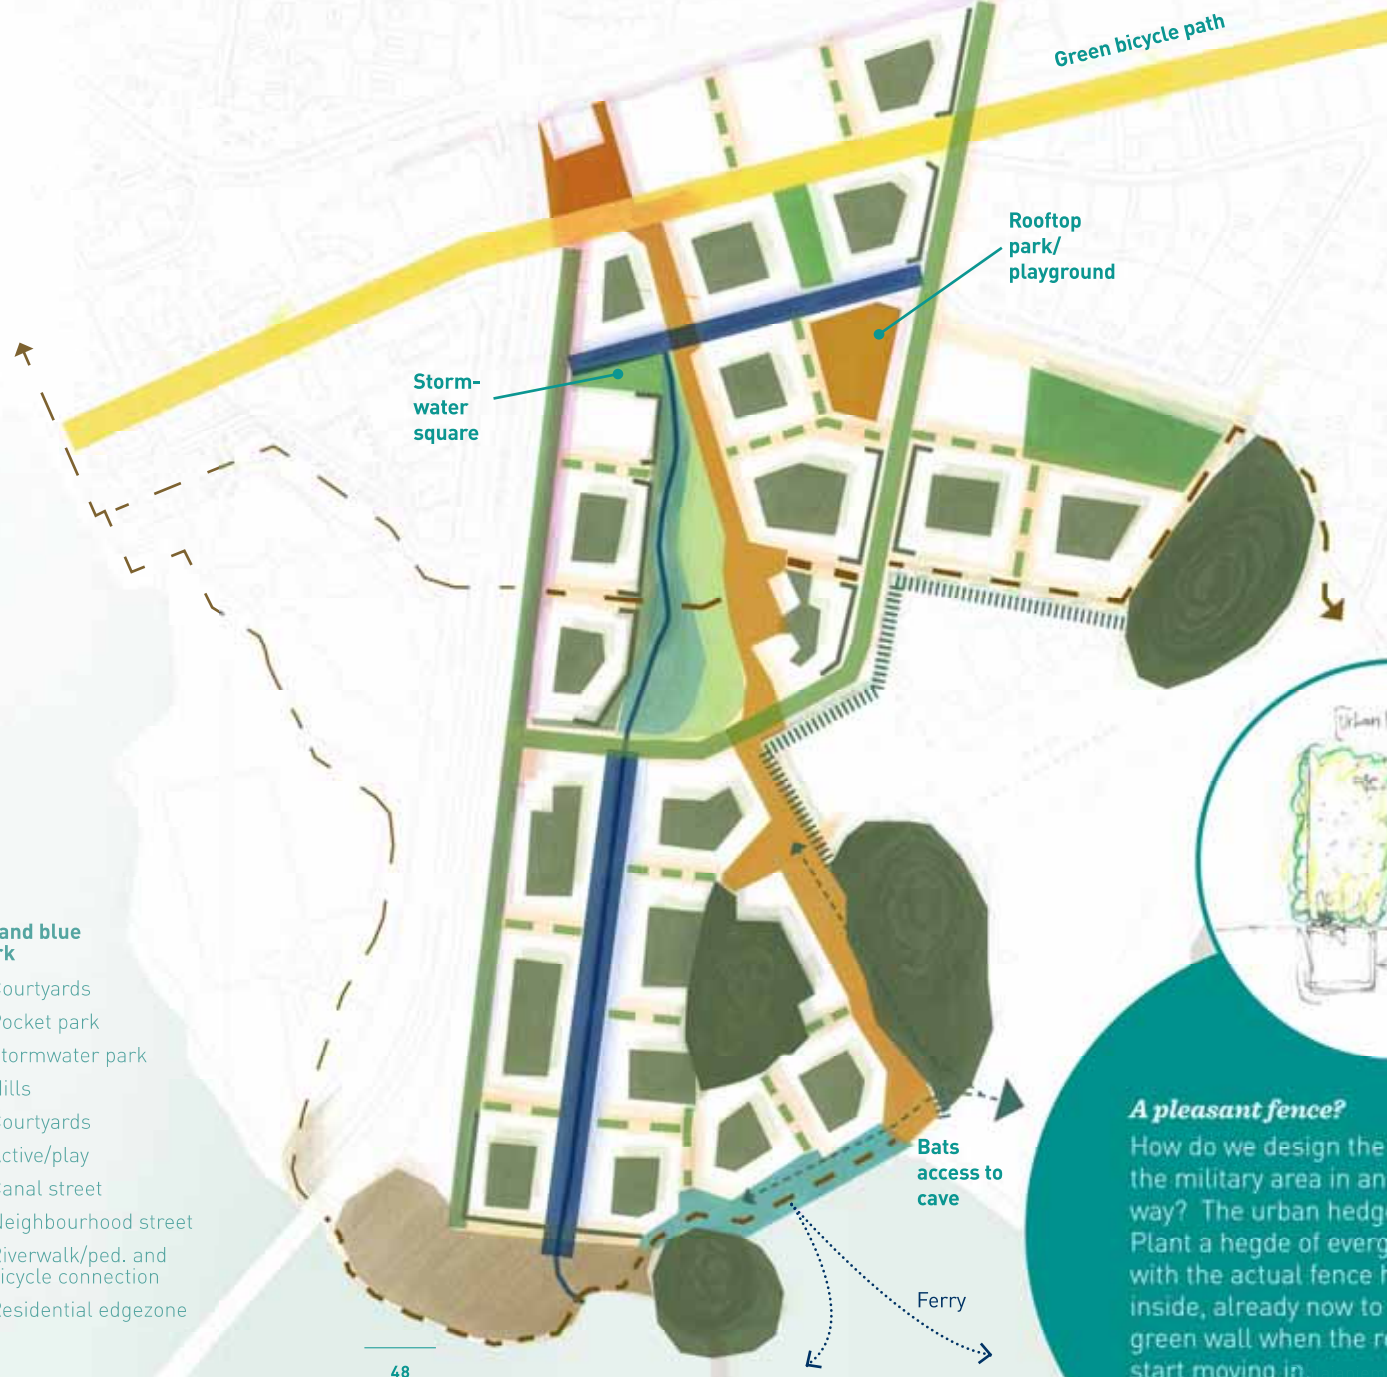 Green bicycle path
Rooftop
park/
playground
Storm-
water
square
and blue
rk
ourtyards
ocket park
tormwater park
ills
ourtyards
ctive/play
anal street
eighbourhood street
iverwalk/ped. and
icycle connection
esidential edgezone
48
Bats
access to
cave
Ferry
Urban
A pleasant fence?
How do we design the
the military area in an
way? The urban hedg
Plant a hegde of everg
with the actual fence h
inside, already now to
green wall when the r
start moving in